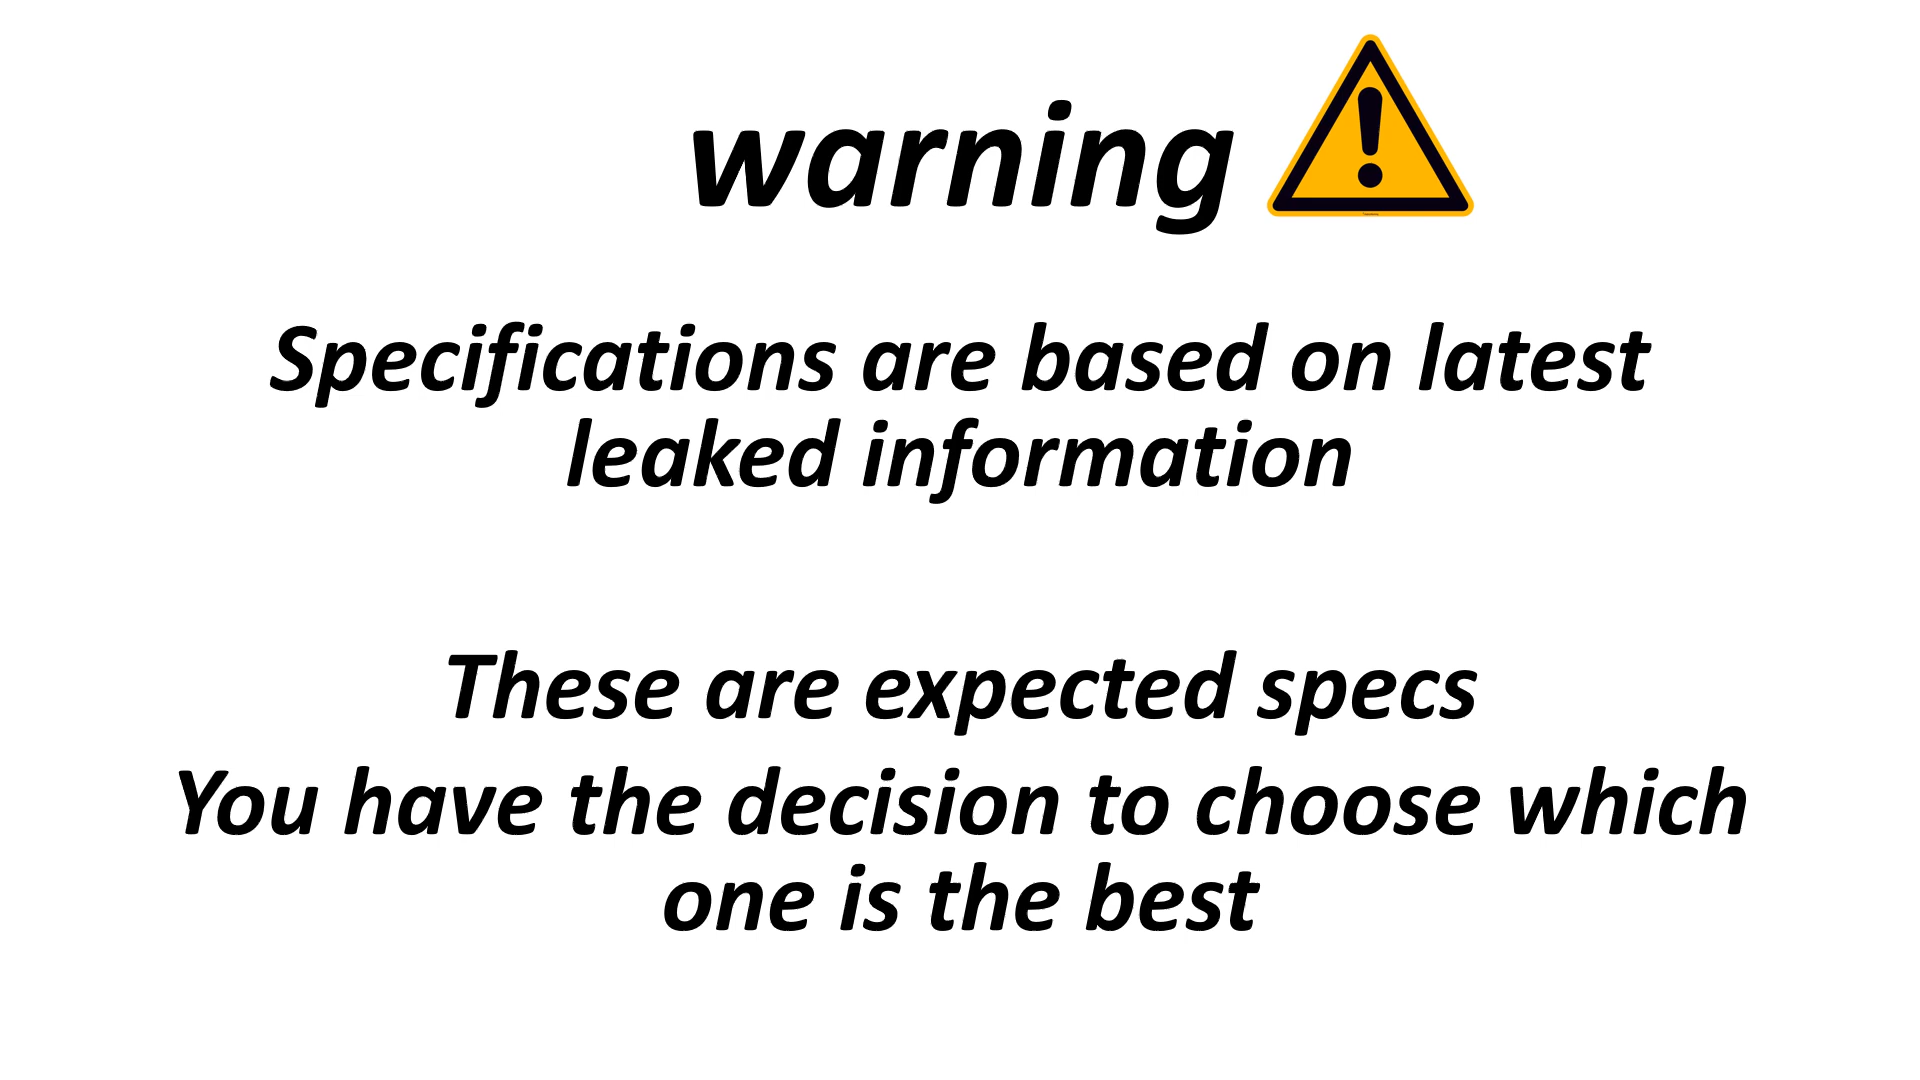 warning
Specifications are based on latest
leaked information
These are expected specs
You have the decision to choose which
one is the best